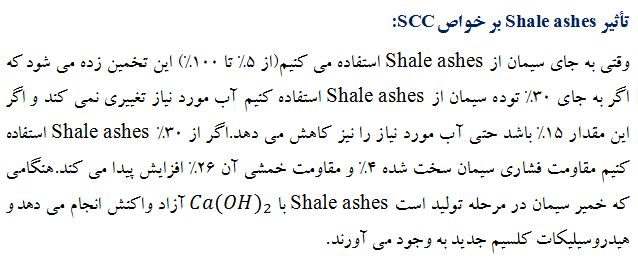 تأثیر Shale ashes بر خواص SCC:
وقتی به جای سیمان از Shale ashes استفاده می کنیم(از ۵٪ تا ۱۰۰٪) این تخمین زده می شود که
اگر به جای ۳۰٪ توده سیمان از Shale ashes استفاده کنیم آب مورد نیاز تغییری نمی کند و اگر
این مقدار ۱۵٪ باشد حتی آب مورد نیاز را نیز کاهش می دهد.اگر از ۳۰٪ Shale ashes استفاده
کنیم مقاومت فشاری سیمان سخت شده ۴٪ و مقاومت خمشی آن ۲۶٪ افزایش پیدا می کند.هنگامی
که خمیر سیمان در مرحله تولید است Shale ashes با Ca(OH)₂ آزاد واکنش انجام می دهد و
هیدروسیلیکات کلسیم جدید به وجود می آورند.